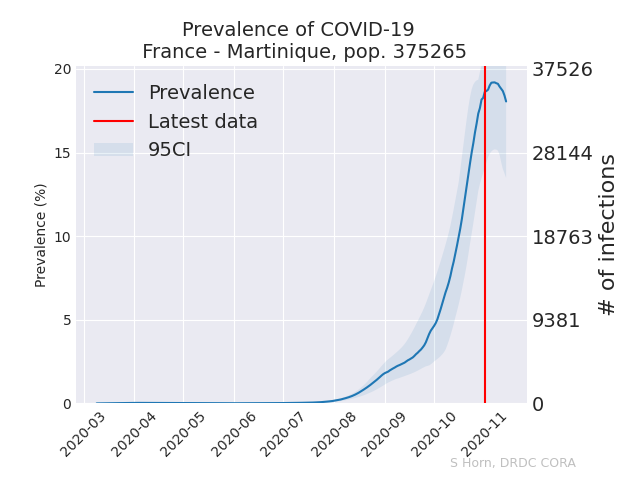 Prevalence of COVID-19
France - Martinique, pop. 375265
Prevalence
Latest data
95CI
Prevalence (%)
20
15
10
5
0
37526
28144
18763
9381
0
# of infections
2020-03
2020-04
2020-05
2020-06
2020-07
2020-08
2020-09
2020-10
2020-11
S Horn, DRDC CORA